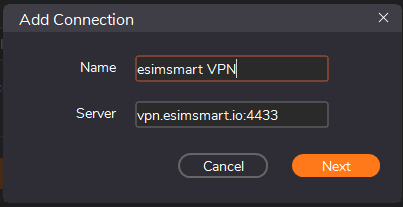 Add Connection
Name
esimsmart VPN
Server
vpn.esimsmart.io:4433
Cancel
Next